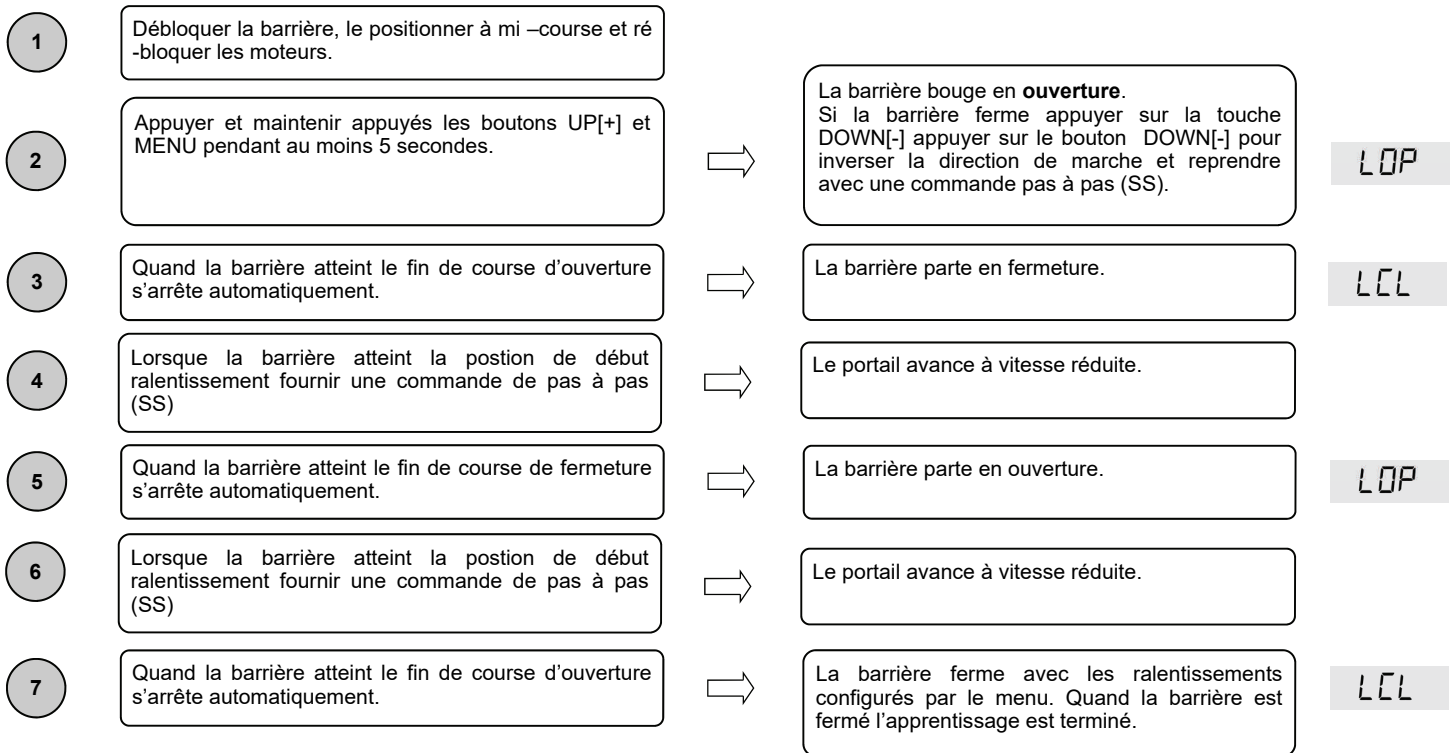 1
Débloquer la barrière, le positionner à mi –course et ré
-bloquer les moteurs.
2
Appuyer et maintenir appuyés les boutons UP[+] et
MENU pendant au moins 5 secondes.
La barrière bouge en ouverture.
Si la barrière ferme appuyer sur la touche
DOWN[-] appuyer sur le bouton DOWN[-] pour
inverser la direction de marche et reprendre
avec une commande pas à pas (SS).
LOP
3
Quand la barrière atteint le fin de course d’ouverture
s’arrête automatiquement.
La barrière parte en fermeture.
LCL
4
Lorsque la barrière atteint la postion de début
ralentissement fournir une commande de pas à pas
(SS)
Le portail avance à vitesse réduite.
5
Quand la barrière atteint le fin de course de fermeture
s’arrête automatiquement.
La barrière parte en ouverture.
LOP
6
Lorsque la barrière atteint la postion de début
ralentissement fournir une commande de pas à pas
(SS)
Le portail avance à vitesse réduite.
7
Quand la barrière atteint le fin de course d’ouverture
s’arrête automatiquement.
La barrière ferme avec les ralentissements
configurés par le menu. Quand la barrière est
fermé l’apprentissage est terminé.
LCL